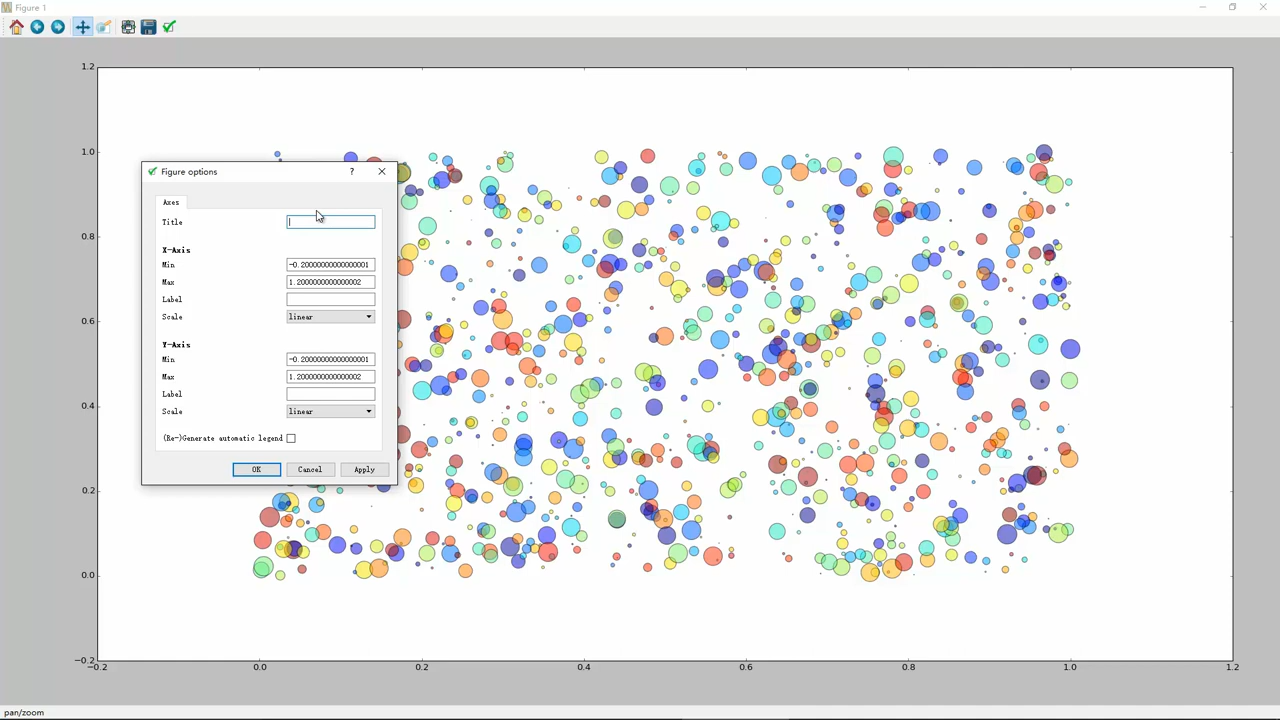 Figure 1
1.2
1.0
0.8
0.6
0.4
0.2
0.0
−0.2
Figure options
?
Axes
Title
X-Axis
Min -0.20000000000000001
Max 1.2000000000000002
Label
Scale linear
Y-Axis
Min -0.20000000000000001
Max 1.2000000000000002
Label
Scale linear
(Re-)Generate automatic legend
OK Cancel Apply
−0.2 0.0 0.2 0.4 0.6 0.8 1.0 1.2
pan/zoom